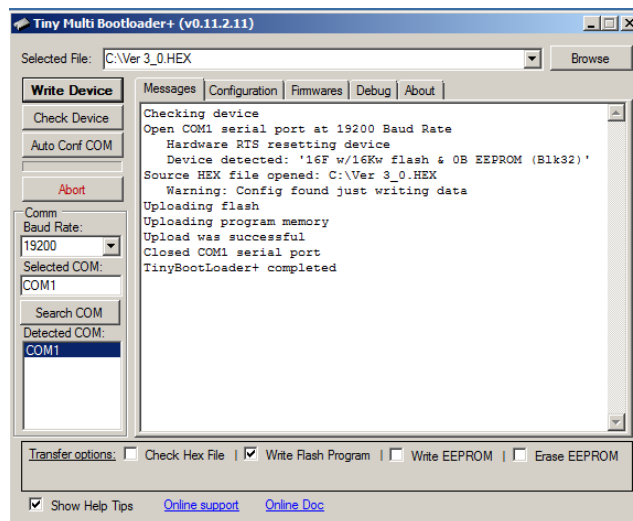 Tiny Multi Bootloader+ (v0.11.2.11)
Selected File: C:\Ver 3_0.HEX Browse
Write Device
Check Device
Auto Conf COM
Abort
Comm
Baud Rate:
19200
Selected COM:
COM1
Search COM
Detected COM:
COM1
Messages Configuration Firmwares Debug About
Checking device
Open COM1 serial port at 19200 Baud Rate
Hardware RTS resetting device
Device detected: '16F w/16Kw flash & 0B EEPROM (Blk32)'
Source HEX file opened: C:\Ver 3_0.HEX
Warning: Config found just writing data
Uploading flash
Uploading program memory
Upload was successful
Closed COM1 serial port
TinyBootLoader+ completed
Transfer options: Check Hex File | Write Flash Program | Write EEPROM | Erase EEPROM
Show Help Tips Online support Online Doc